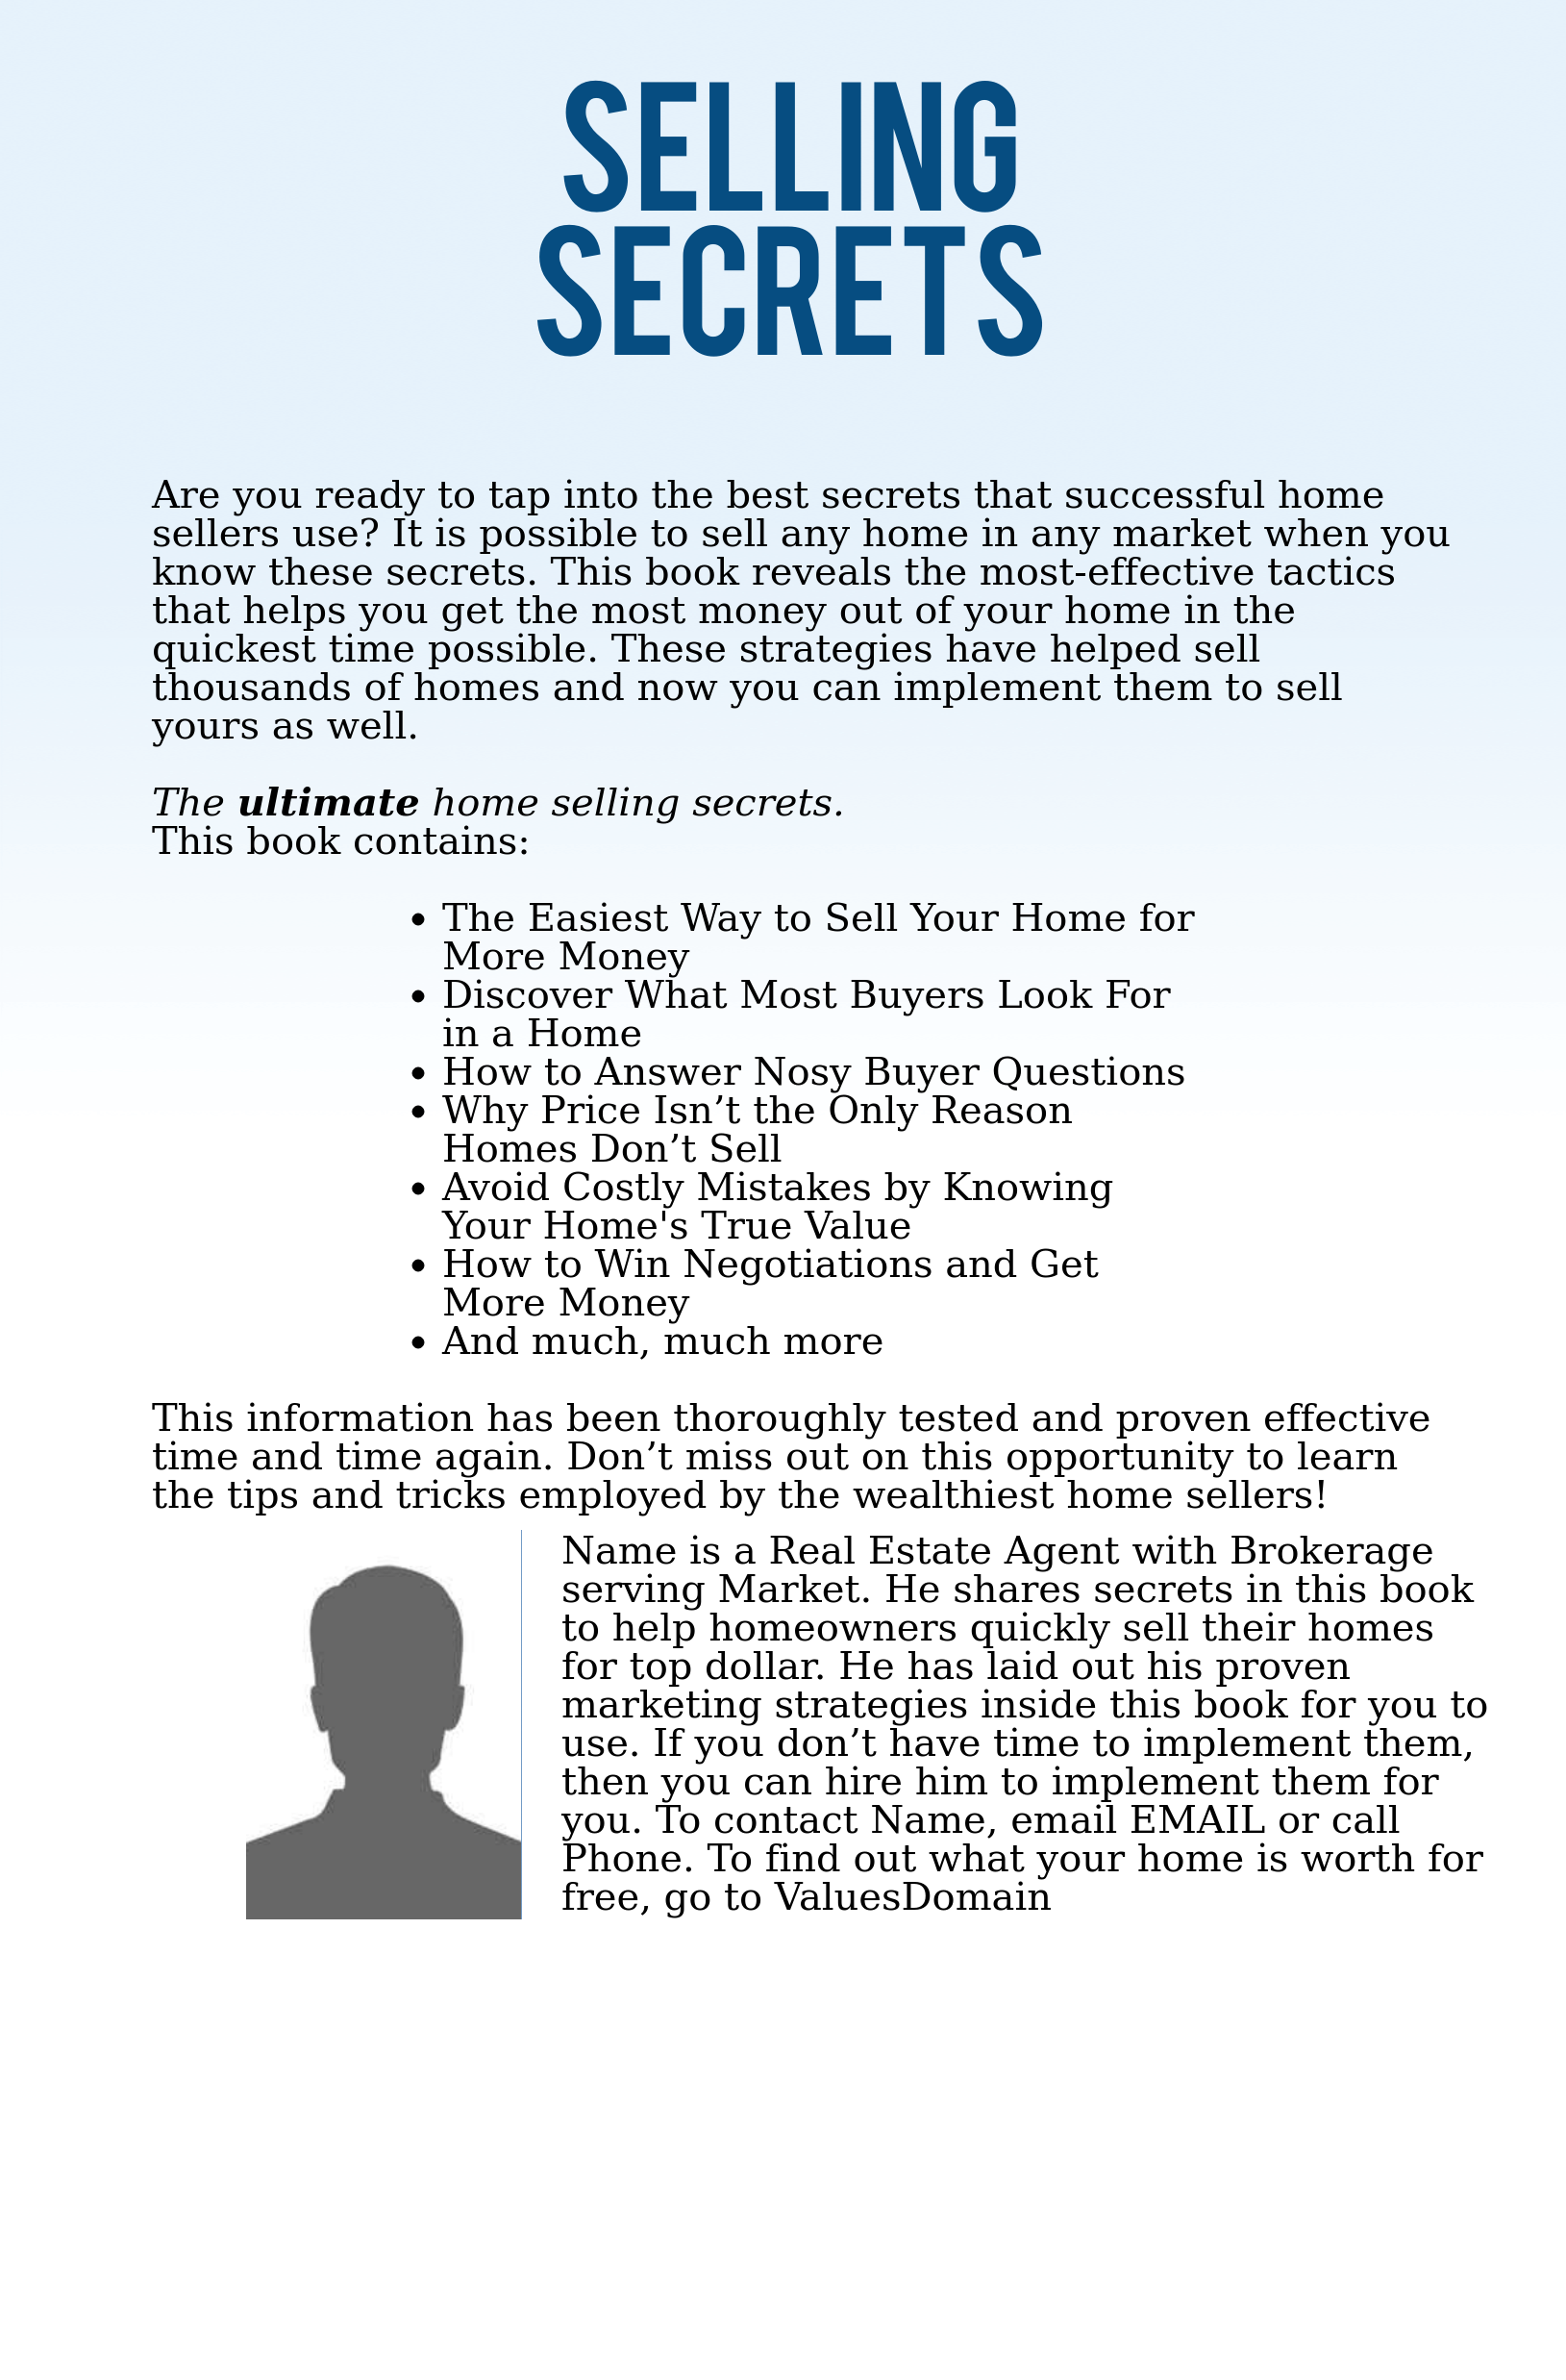 SELLING
SECRETS
Are you ready to tap into the best secrets that successful home
sellers use? It is possible to sell any home in any market when you
know these secrets. This book reveals the most-effective tactics
that helps you get the most money out of your home in the
quickest time possible. These strategies have helped sell
thousands of homes and now you can implement them to sell
yours as well.
The ultimate home selling secrets.
This book contains:
• The Easiest Way to Sell Your Home for
More Money
• Discover What Most Buyers Look For
in a Home
• How to Answer Nosy Buyer Questions
• Why Price Isn’t the Only Reason
Homes Don’t Sell
• Avoid Costly Mistakes by Knowing
Your Home's True Value
• How to Win Negotiations and Get
More Money
• And much, much more
This information has been thoroughly tested and proven effective
time and time again. Don’t miss out on this opportunity to learn
the tips and tricks employed by the wealthiest home sellers!
Name is a Real Estate Agent with Brokerage
serving Market. He shares secrets in this book
to help homeowners quickly sell their homes
for top dollar. He has laid out his proven
marketing strategies inside this book for you to
use. If you don’t have time to implement them,
then you can hire him to implement them for
you. To contact Name, email EMAIL or call
Phone. To find out what your home is worth for
free, go to ValuesDomain